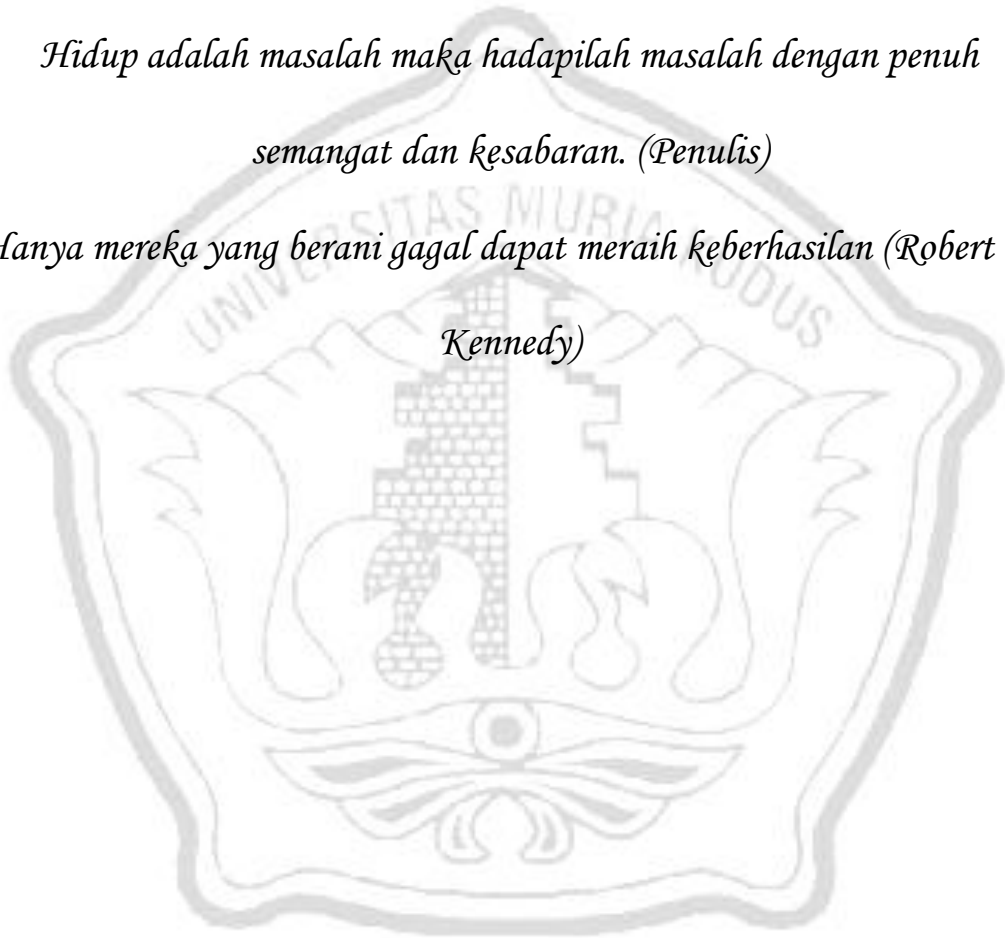 Hidup adalah masalah maka hadapilah masalah dengan penuh
semangat dan kesabaran. (Penulis)
UNIVERSITAS MURIA KUDUS
Hanya mereka yang berani gagal dapat meraih keberhasilan (Robert
Kennedy)